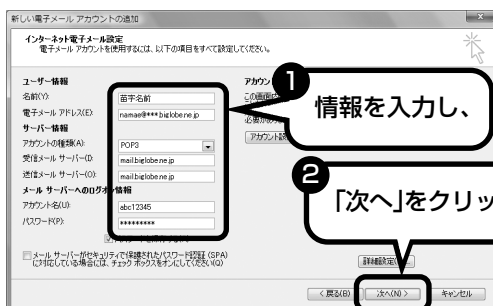 新しい電子メール アカウントの追加
インターネット電子メール設定
電子メール アカウントを使用するには、以下の項目をすべて設定してください。
ユーザー情報
名前(Y):
苗字名前
電子メール アドレス(E):
namae@***.biglobe.ne.jp
サーバー情報
アカウントの種類(A):
POP3
受信メール サーバー(I):
mail.biglobe.ne.jp
送信メール サーバー(O):
mail.biglobe.ne.jp
メール サーバーへのログオン情報
アカウント名(U):
abc12345
パスワード(P):
*********
メール サーバーがセキュリティで保護されたパスワード認証 (SPA)
に対応している場合には、チェック ボックスをオンにしてください(Q)
アカウン
この画面
必要があ
アカウント設
1
情報を入力し、
2
「次へ」をクリッ
詳細設定
< 戻る(B)
次へ(N) >
キャンセル